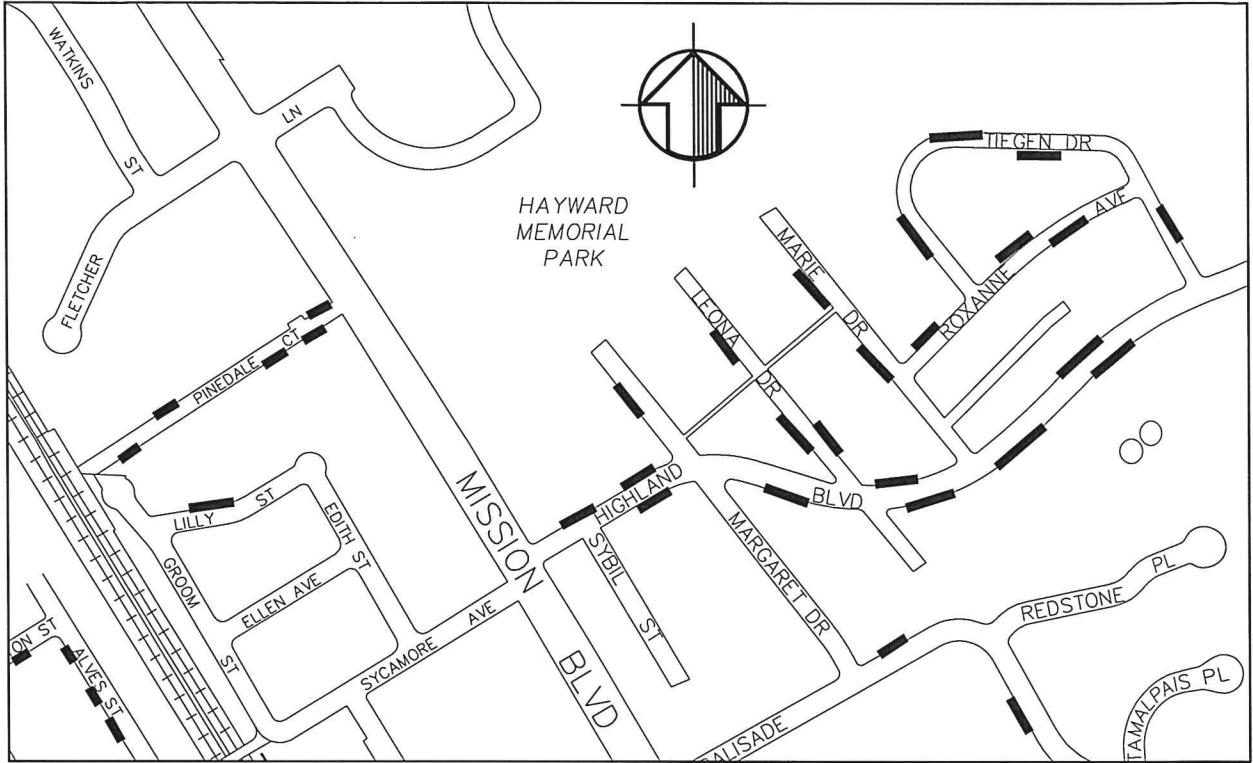 WATKINS
ST
LN
FLETCHER
HAYWARD
MEMORIAL
PARK
TIEGEN DR
ROXANNE AVE
MARIE
DR
LEONA
DR
PINEDALE CT
MISSION
BLVD
HIGHLAND
BLVD
SYBIL
ST
MARGARET DR
LILLY ST
EDITH ST
GROOM
ST
ELLEN AVE
SYCAMORE AVE
REDSTONE PL
TAMALPAIS PL
ALISADE
ON ST
ALVES ST